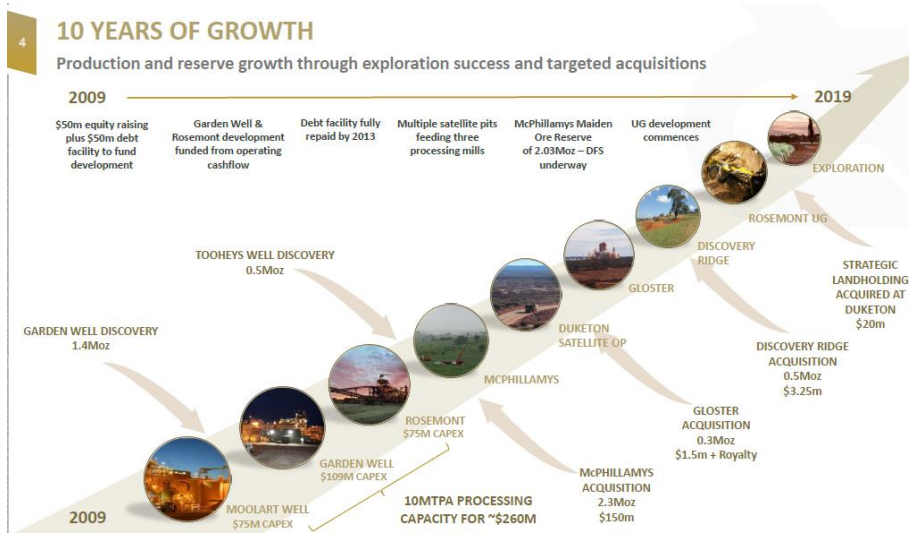 4
10 YEARS OF GROWTH
Production and reserve growth through exploration success and targeted acquisitions
2009
2019
$50m equity raising
plus $50m debt
facility to fund
development
Garden Well &
Rosemont development
funded from operating
cashflow
Debt facility fully
repaid by 2013
Multiple satellite pits
feeding three
processing mills
McPhillamys Maiden
Ore Reserve
of 2.03Moz – DFS
underway
UG development
commences
EXPLORATION
ROSEMONT UG
DISCOVERY
RIDGE
GLOSTER
DUKETON
SATELLITE OP
MCPHILLAMYS
ROSEMONT
$75M CAPEX
GARDEN WELL
$109M CAPEX
MOOLART WELL
$75M CAPEX
TOOHEYS WELL DISCOVERY
0.5Moz
GARDEN WELL DISCOVERY
1.4Moz
STRATEGIC
LANDHOLDING
ACQUIRED AT
DUKETON
$20m
DISCOVERY RIDGE
ACQUISITION
0.5Moz
$3.25m
GLOSTER
ACQUISITION
0.3Moz
$1.5m + Royalty
McPHILLAMYS
ACQUISITION
2.3Moz
$150m
10MTPA PROCESSING
CAPACITY FOR ~$260M
2009